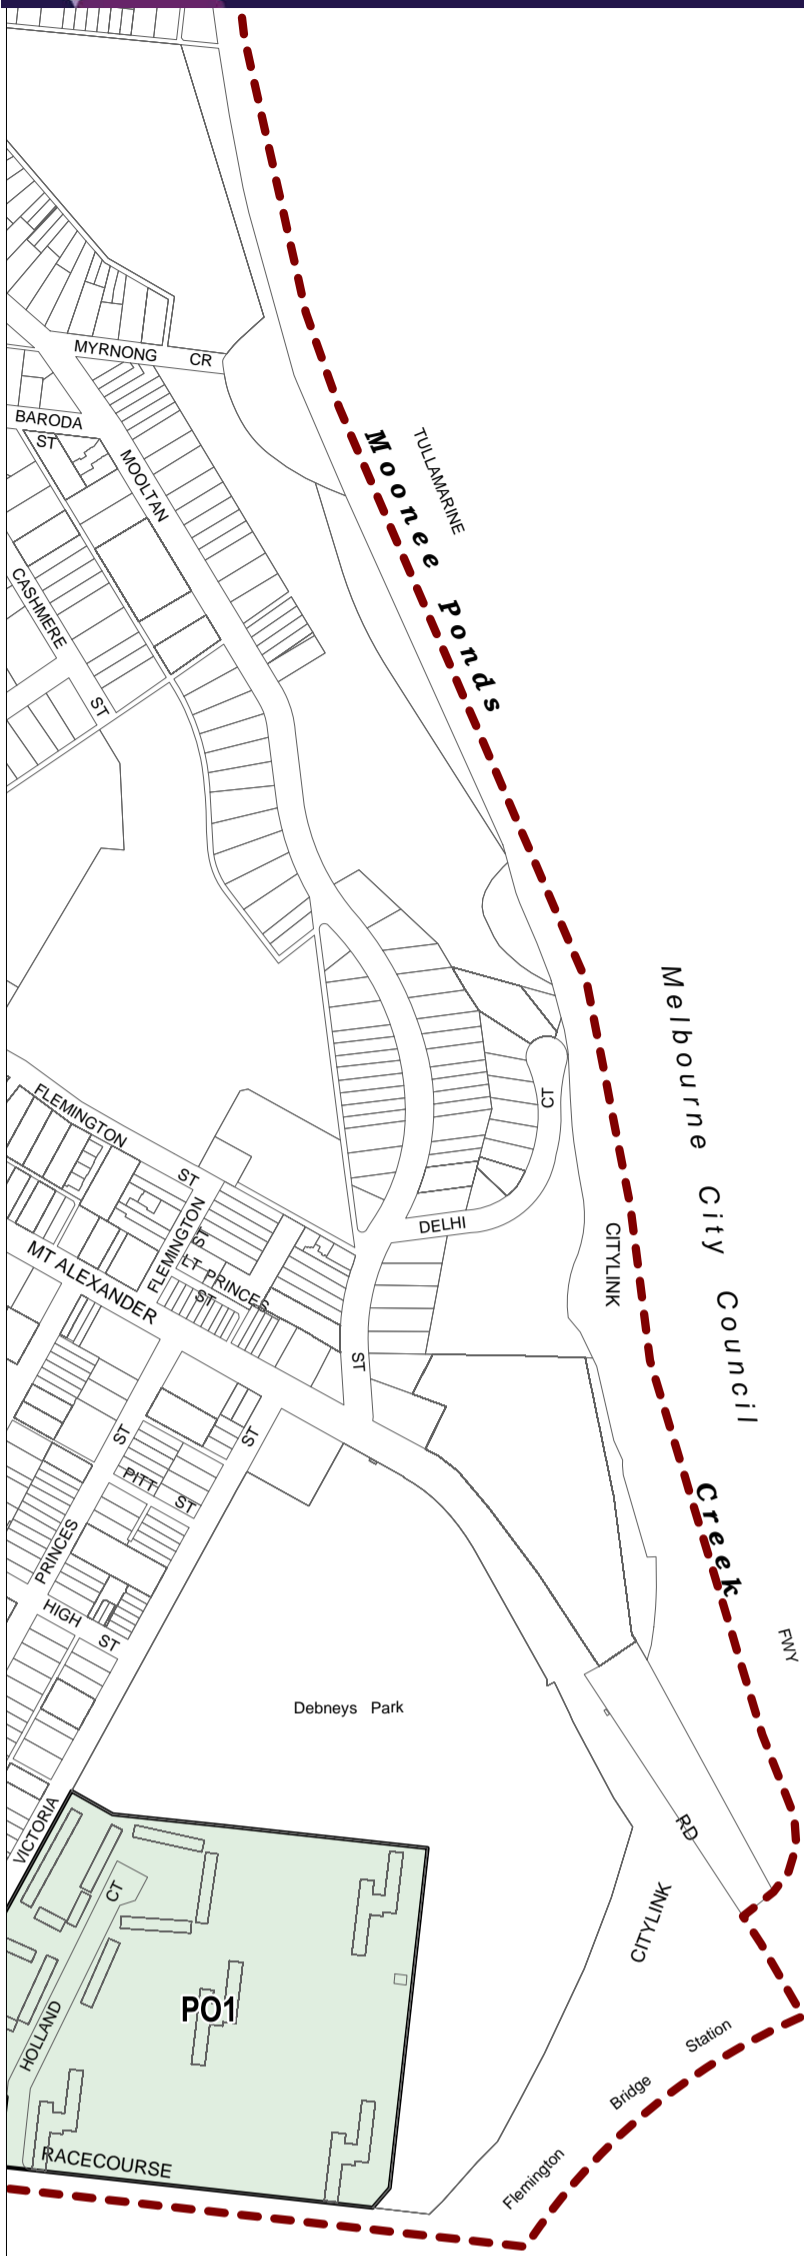 MYRNONG CR
BARODA
ST
MOOLTAN
TULLAMARINE
Moonee Ponds
CASHMERE
ST
Melbourne City Council
FLEMINGTON
ST
CT
FLEMINGTON
ST
DELHI
CITYLINK
MT ALEXANDER
LT PRINCES
ST
ST
ST
ST
PITT ST
Creek
PRINCES
HIGH
ST
FWY
Debneys Park
VICTORIA
RD
CT
CITYLINK
PO1
HOLLAND
Flemington Bridge Station
RACECOURSE